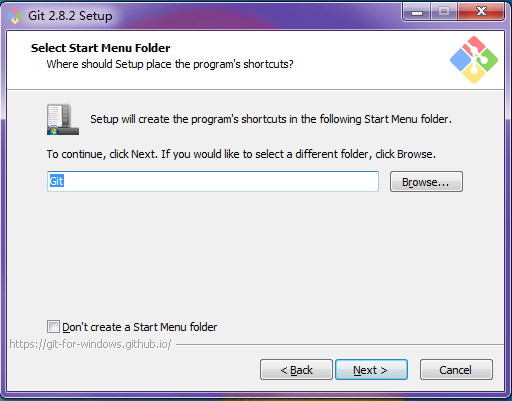 Git 2.8.2 Setup
Select Start Menu Folder
Where should Setup place the program's shortcuts?
Setup will create the program's shortcuts in the following Start Menu folder.
To continue, click Next. If you would like to select a different folder, click Browse.
Git
Browse...
Don't create a Start Menu folder
https://git-for-windows.github.io/
< Back
Next >
Cancel